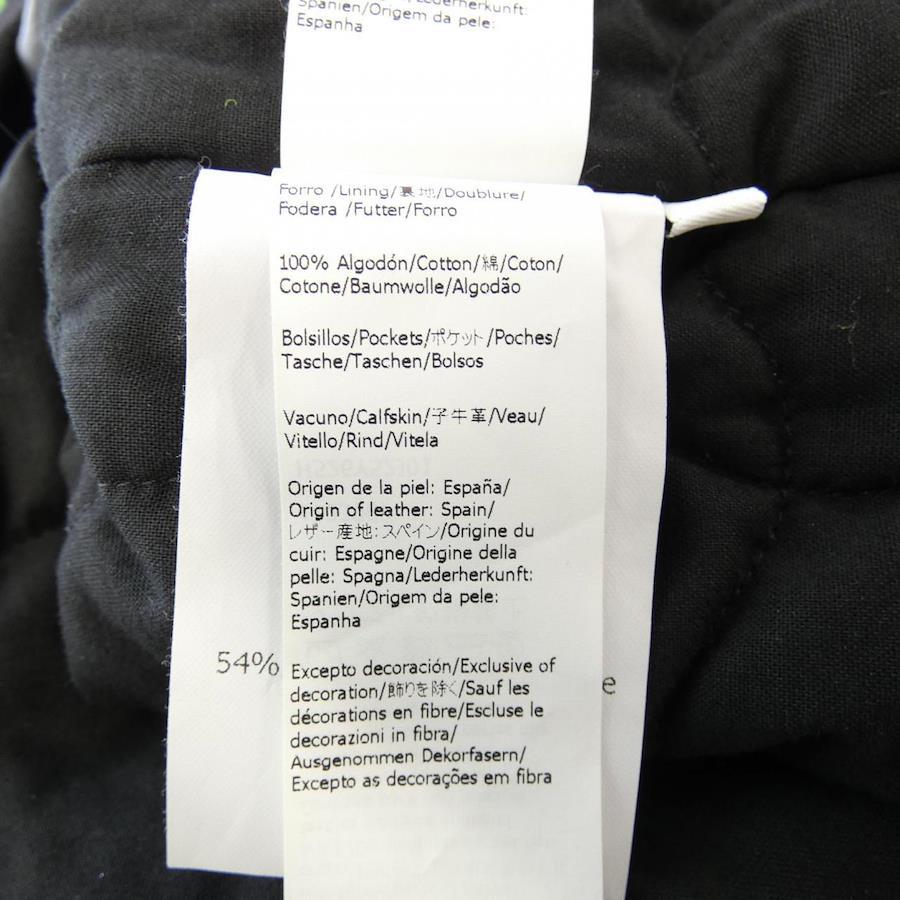 Spanien/Origem da pele:
Espanha
Forro /Lining/裏地/Doublure/
Fodera /Futter/Forro
100% Algodón/Cotton/綿/Coton/
Cotone/Baumwolle/Algodão
Bolsillos/Pockets/ポケット/Poches/
Tasche/Taschen/Bolsos
Vacuno/Calfskin/子牛革/Veau/
Vitello/Rind/Vitela
Origen de la piel: España/
Origin of leather: Spain/
レザー産地:スペイン/Origine du
cuir: Espagne/Origine della
pelle: Spagna/Lederherkunft:
Spanien/Origem da pele:
Espanha
54%
Excepto decoración/Exclusive of
decoration/飾りを除く/Sauf les
décorations en fibre/Escluse le
decorazioni in fibra/
Ausgenommen Dekorfasern/
Excepto as decorações em fibra